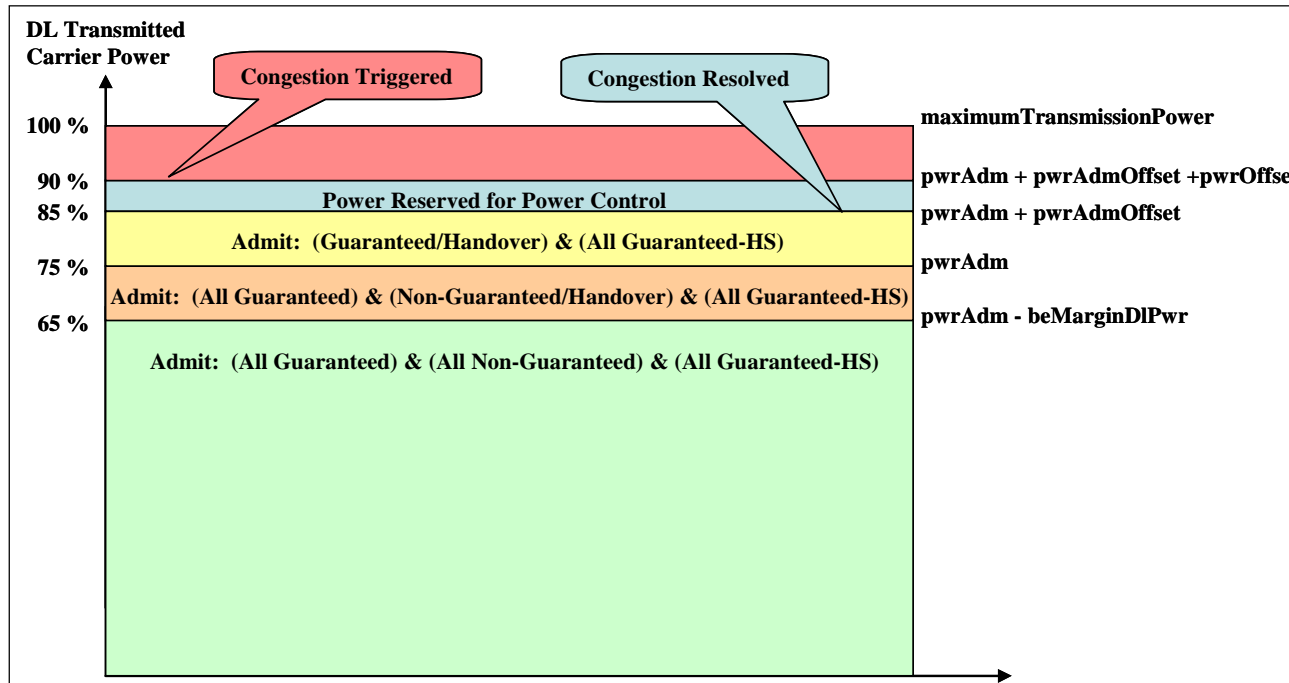 DL Transmitted
Carrier Power
Congestion Triggered
Congestion Resolved
100 %
maximumTransmissionPower
90 %
pwrAdm + pwrAdmOffset +pwrOffse
Power Reserved for Power Control
85 %
pwrAdm + pwrAdmOffset
Admit: (Guaranteed/Handover) & (All Guaranteed-HS)
75 %
pwrAdm
Admit: (All Guaranteed) & (Non-Guaranteed/Handover) & (All Guaranteed-HS)
65 %
pwrAdm - beMarginDlPwr
Admit: (All Guaranteed) & (All Non-Guaranteed) & (All Guaranteed-HS)